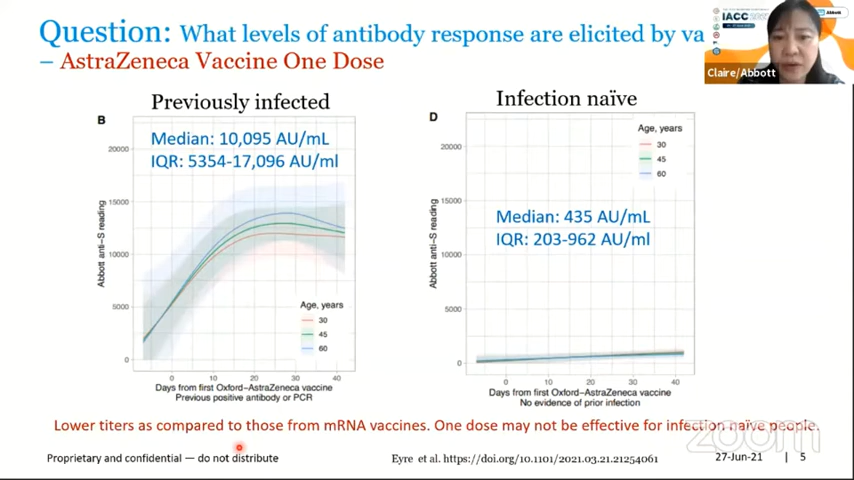 Question: What levels of antibody response are elicited by va
– AstraZeneca Vaccine One Dose
IACC
Abbott
Claire/Abbott
Previously infected
B
Median: 10,095 AU/mL
IQR: 5354-17,096 AU/ml
Abbott anti-S reading
20000
15000
10000
5000
0
Age, years
30
45
60
0 10 20 30 40
Days from first Oxford–AstraZeneca vaccine
Previous positive antibody or PCR
Infection naïve
D
Age, years
30
45
60
Median: 435 AU/mL
IQR: 203-962 AU/ml
Abbott anti-S reading
20000
15000
10000
5000
0
0 10 20 30 40
Days from first Oxford–AstraZeneca vaccine
No evidence of prior infection
Lower titers as compared to those from mRNA vaccines. One dose may not be effective for infection naïve people.
zoom
Proprietary and confidential — do not distribute
Eyre et al. https://doi.org/10.1101/2021.03.21.21254061
27-Jun-21 | 5